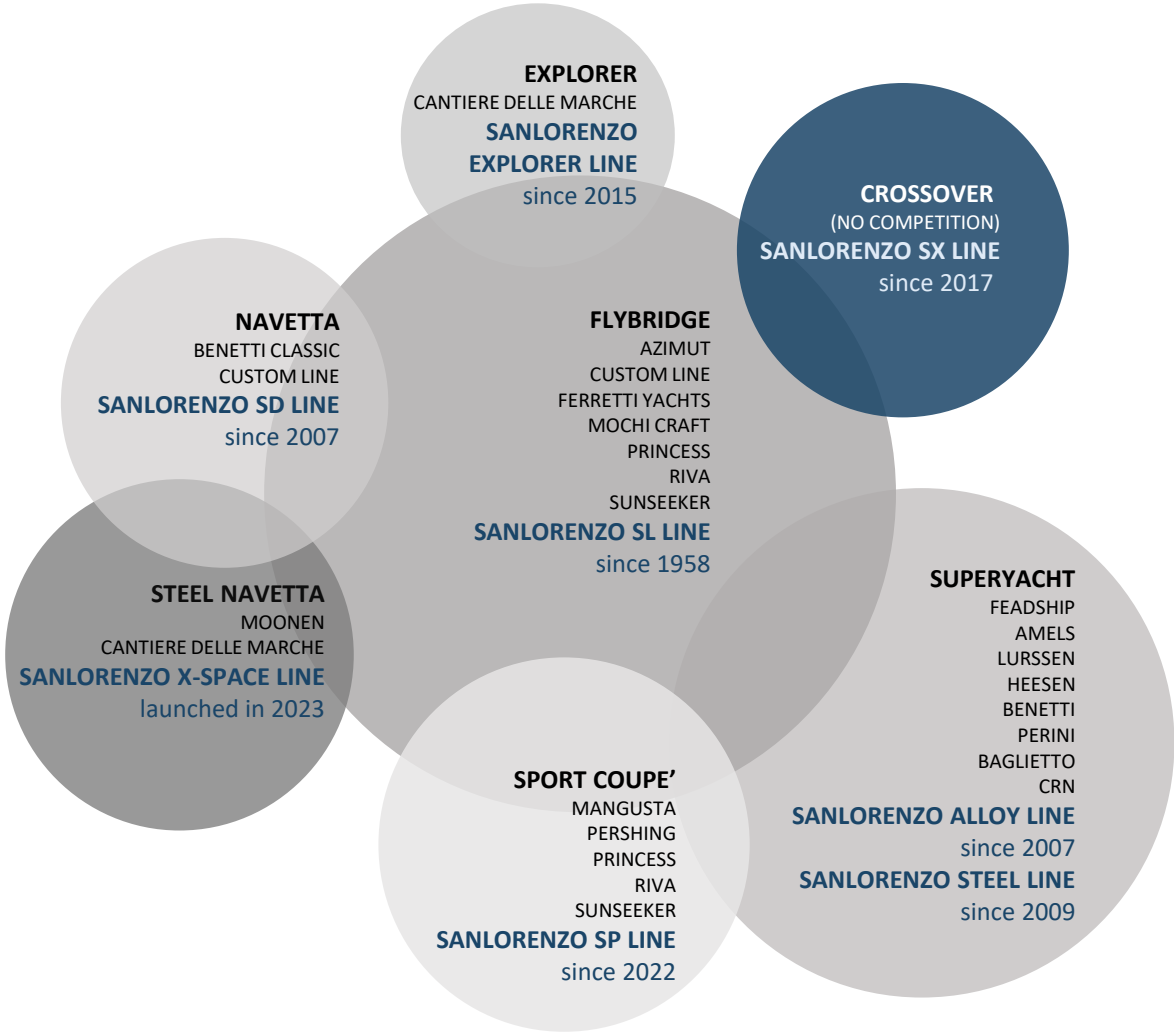 EXPLORER
CANTIERE DELLE MARCHE
SANLORENZO
EXPLORER LINE
since 2015
CROSSOVER
(NO COMPETITION)
SANLORENZO SX LINE
since 2017
NAVETTA
BENETTI CLASSIC
CUSTOM LINE
SANLORENZO SD LINE
since 2007
FLYBRIDGE
AZIMUT
CUSTOM LINE
FERRETTI YACHTS
MOCHI CRAFT
PRINCESS
RIVA
SUNSEEKER
SANLORENZO SL LINE
since 1958
STEEL NAVETTA
MOONEN
CANTIERE DELLE MARCHE
SANLORENZO X-SPACE LINE
launched in 2023
SUPERYACHT
FEADSHIP
AMELS
LURSSEN
HEESEN
BENETTI
PERINI
BAGLIETTO
CRN
SANLORENZO ALLOY LINE
since 2007
SANLORENZO STEEL LINE
since 2009
SPORT COUPE’
MANGUSTA
PERSHING
PRINCESS
RIVA
SUNSEEKER
SANLORENZO SP LINE
since 2022